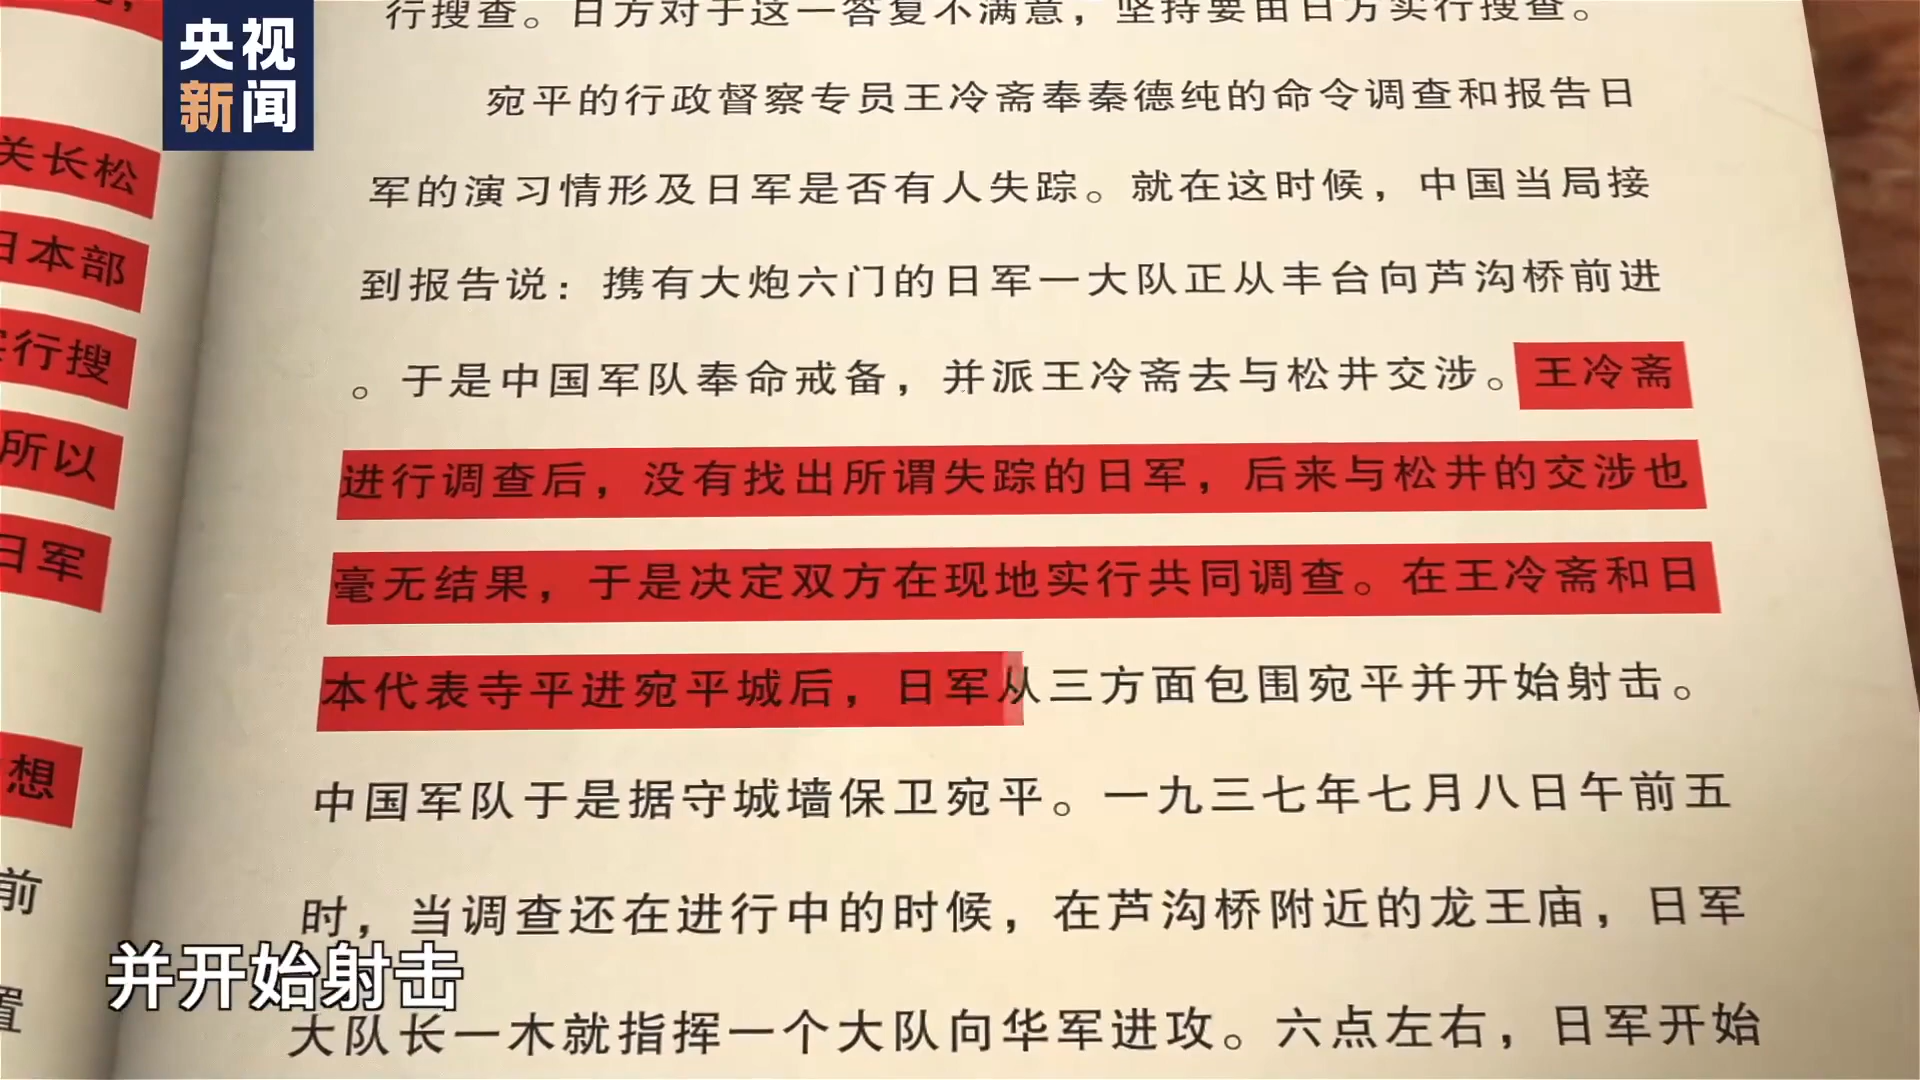 央视
新闻
关长松
日本部
行搜
所以
日军
想
前
置
行搜查。日方对于这一答复不满意，坚持要由日方实行搜查。
宛平的行政督察专员王冷斋奉秦德纯的命令调查和报告日
军的演习情形及日军是否有人失踪。就在这时候，中国当局接
到报告说：携有大炮六门的日军一大队正从丰台向芦沟桥前进
。于是中国军队奉命戒备，并派王冷斋去与松井交涉。王冷斋
进行调查后，没有找出所谓失踪的日军，后来与松井的交涉也
毫无结果，于是决定双方在现地实行共同调查。在王冷斋和日
本代表寺平进宛平城后，日军从三方面包围宛平并开始射击。
中国军队于是据守城墙保卫宛平。一九三七年七月八日午前五
时，当调查还在进行中的时候，在芦沟桥附近的龙王庙，日军
大队长一木就指挥一个大队向华军进攻。六点左右，日军开始
并开始射击